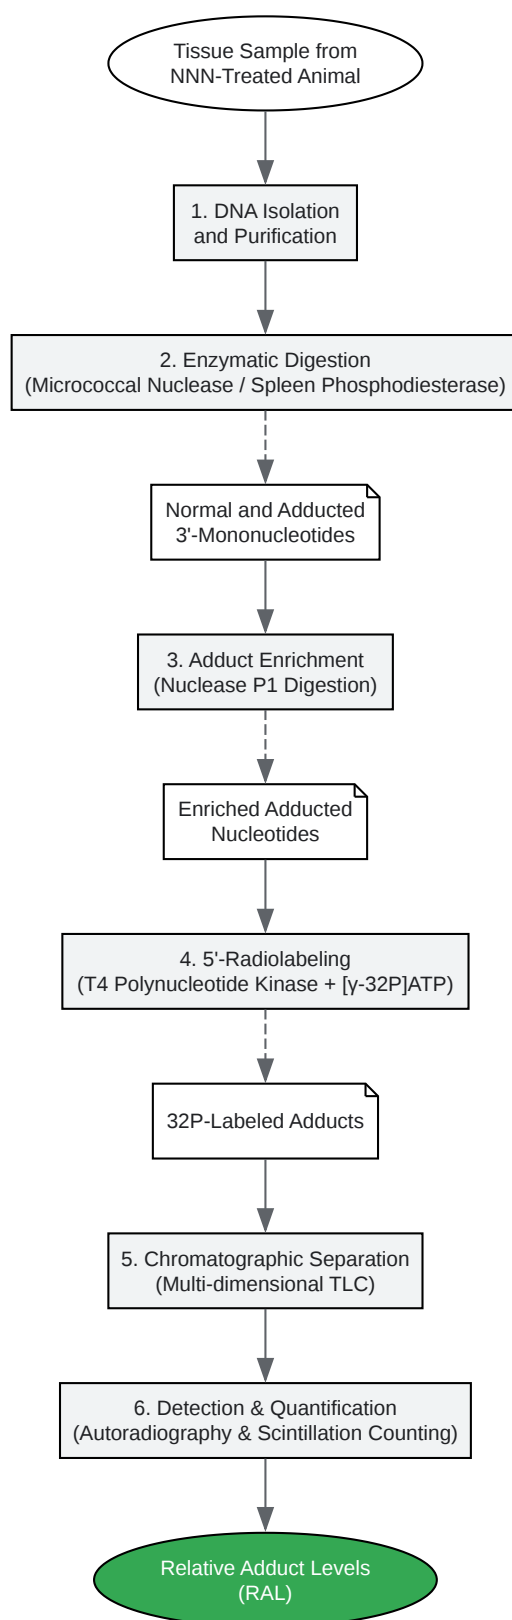 Tissue Sample from
NNN-Treated Animal
1. DNA Isolation
and Purification
2. Enzymatic Digestion
(Micrococcal Nuclease / Spleen Phosphodiesterase)
Normal and Adducted
3'-Mononucleotides
3. Adduct Enrichment
(Nuclease P1 Digestion)
Enriched Adducted
Nucleotides
4. 5'-Radiolabeling
(T4 Polynucleotide Kinase + [γ-32P]ATP)
32P-Labeled Adducts
5. Chromatographic Separation
(Multi-dimensional TLC)
6. Detection & Quantification
(Autoradiography & Scintillation Counting)
Relative Adduct Levels
(RAL)